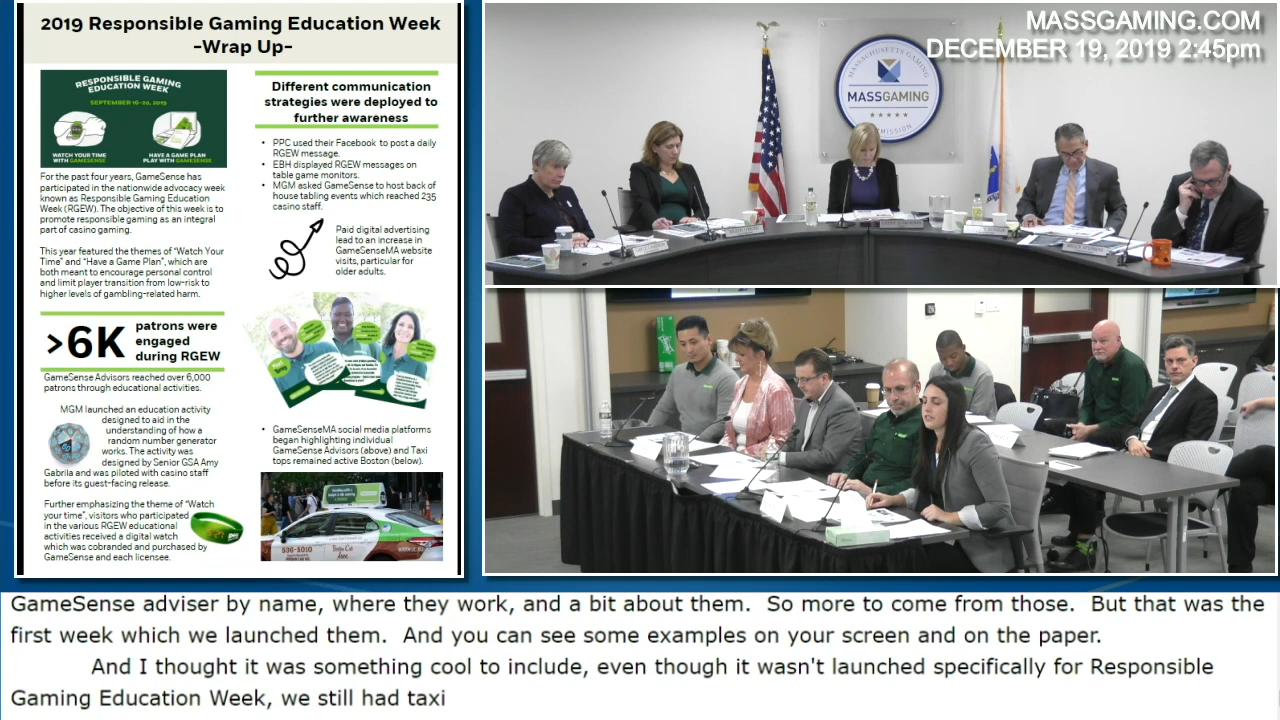 2019 Responsible Gaming Education Week
-Wrap Up-
RESPONSIBLE GAMING
EDUCATION WEEK
SEPTEMBER 16-20, 2019
WATCH YOUR TIME
WITH GAMESENSE
HAVE A GAME PLAN
PLAY WITH GAMESENSE
For the past four years, GameSense has
participated in the nationwide advocacy week
known as Responsible Gaming Education
Week (RGEW). The objective of this week is to
promote responsible gaming as an integral
part of casino gaming.
This year featured the themes of "Watch Your
Time" and "Have a Game Plan", which are
both meant to encourage personal control
and limit player transition from low-risk to
higher levels of gambling-related harm.
>6K
patrons were
engaged
during RGEW
GameSense Advisors reached over 6,000
patrons through educational activities.
MGM launched an education activity
designed to aid in the
understanding of how a
random number generator
works. The activity was
designed by Senior GSA Amy
Gabrila and was piloted with casino staff
before its guest-facing release.
Further emphasizing the theme of "Watch
your time", visitors who participated
in the various RGEW educational
activities received a digital watch
which was cobranded and purchased by
GameSense and each licensee.
Different communication
strategies were deployed to
further awareness
• PPC used their Facebook to post a daily
RGEW message.
• EBH displayed RGEW messages on
table game monitors.
• MGM asked GameSense to host back of
house tabling events which reached 235
casino staff.
Paid digital advertising
lead to an increase in
GameSenseMA website
visits, particular for
older adults.
• GameSenseMA social media platforms
began highlighting individual
GameSense Advisors (above) and Taxi
tops remained active Boston (below).
536-5010
MASSGAMING.COM
DECEMBER 19, 2019 2:45pm
MASSACHUSETTS GAMING
MASSGAMING
GameSense adviser by name, where they work, and a bit about them. So more to come from those. But that was the
first week which we launched them. And you can see some examples on your screen and on the paper.
And I thought it was something cool to include, even though it wasn't launched specifically for Responsible
Gaming Education Week, we still had taxi